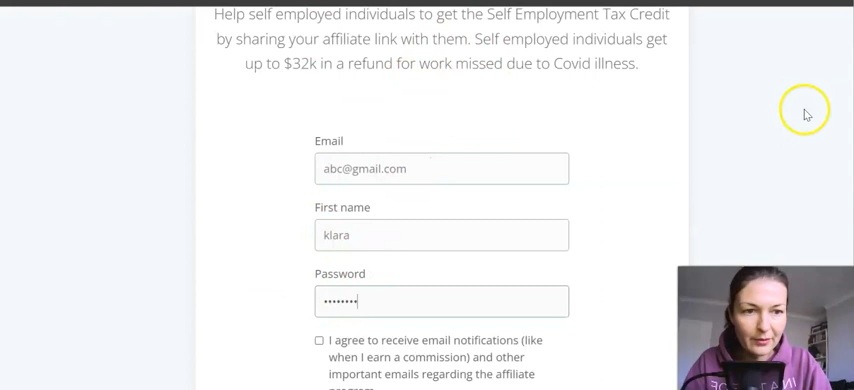 Help self employed individuals to get the Self Employment Tax Credit
by sharing your affiliate link with them. Self employed individuals get
up to $32k in a refund for work missed due to Covid illness.
Email
abc@gmail.com
First name
klara
Password
••••••••
I agree to receive email notifications (like
when I earn a commission) and other
important emails regarding the affiliate
program